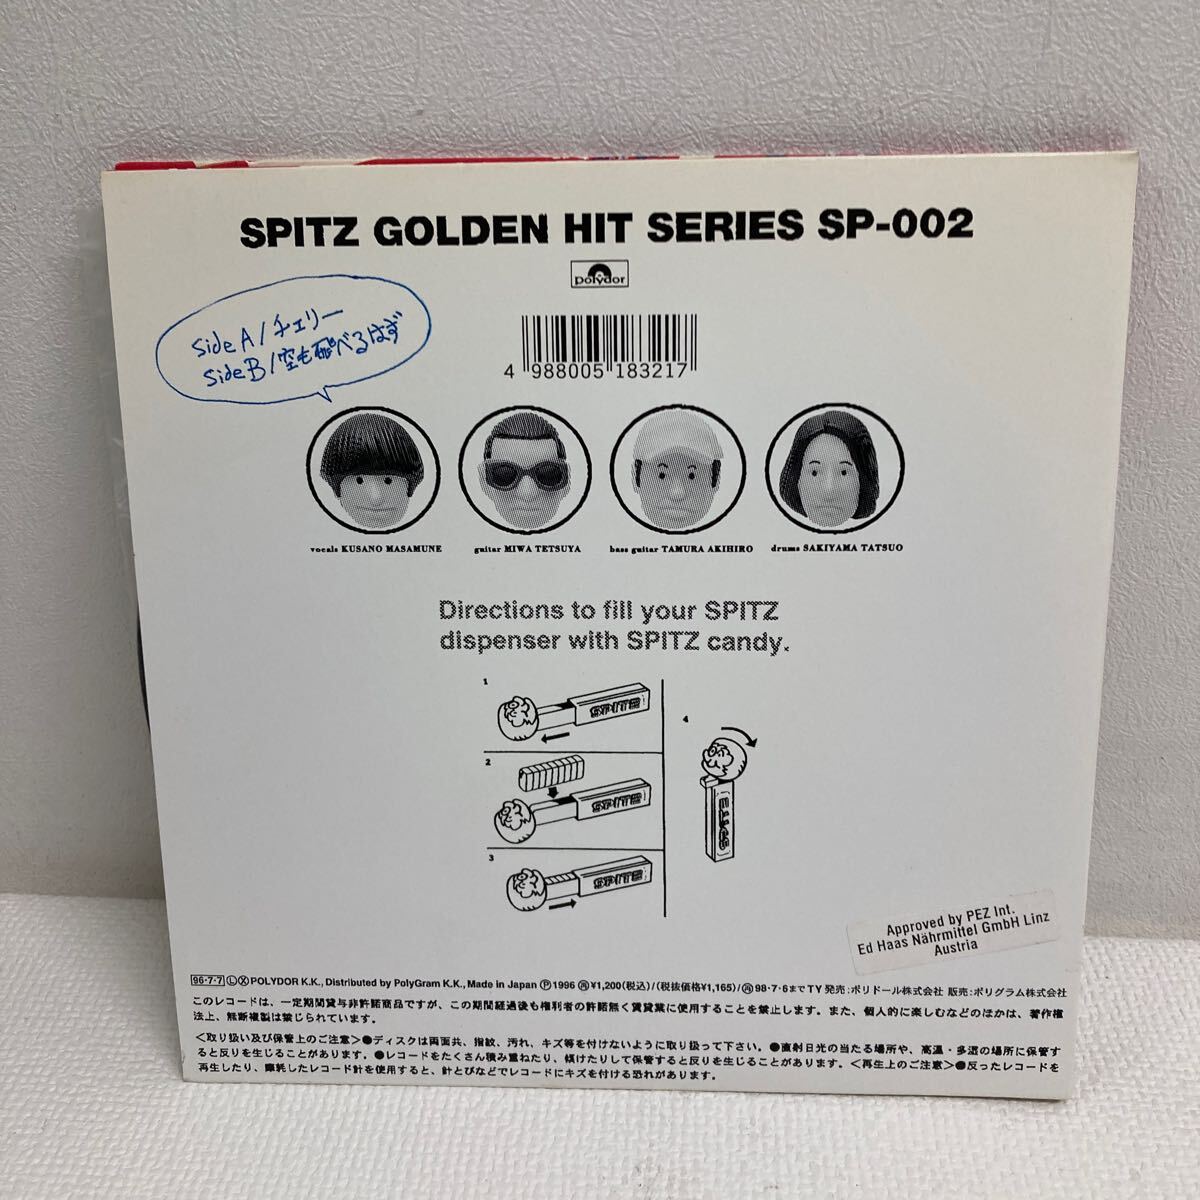 SPITZ GOLDEN HIT SERIES SP-002
polydor
side A/チェリー
side B/空も飛べるはず
4 988005 183217
vocals KUSANO MASAMUNE
guitar MIWA TETSUYA
bass guitar TAMURA AKIHIRO
drums SAKIYAMA TATSUO
Directions to fill your SPITZ
dispenser with SPITZ candy.
1
SPITZ
2
SPITZ
3
SPITZ
4
SPITZ
Approved by PEZ Int.
Ed Haas Nährmittel GmbH Linz
Austria
96・7・7 Ⓛ Ⓧ POLYDOR K.K., Distributed by PolyGram K.K., Made in Japan Ⓟ 1996 ㋮¥1,200(税込)/(税抜価格¥1,165)/㋮98・7・6まで TY 発売:ポリドール株式会社 販売:ポリグラム株式会社
このレコードは、一定期間貸与非許諾商品ですが、この期間経過後も権利者の許諾無く賃貸業に使用することを禁止します。また、個人的に楽しむなどのほかは、著作権
法上、無断複製は禁じられています。
<取り扱い及び保管上のご注意>●ディスクは両面共、指紋、汚れ、キズ等を付けないように取り扱って下さい。●直射日光の当たる場所や、高温・多湿の場所に保管す
ると反りを生じることがあります。●レコードをたくさん積み重ねたり、傾けたりして保管すると反りを生じることがあります。<再生上のご注意>●反ったレコードを
再生したり、摩耗したレコード針を使用すると、針とびなどでレコードにキズを付ける恐れがあります。